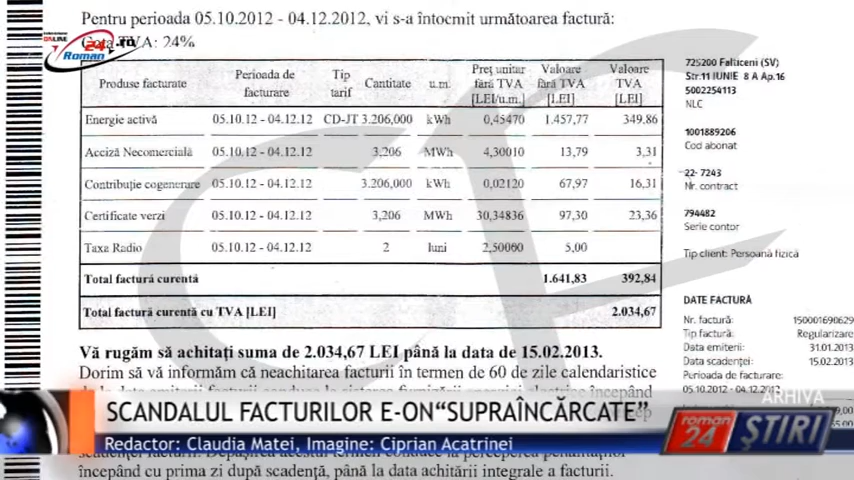 Pentru perioada 05.10.2012 - 04.12.2012, vi s-a întocmit următoarea factură:
Cota TVA: 24%
ONLINE
Roman 24.ro
Produse facturate Perioada de facturare Tip tarif Cantitate u.m. Preţ unitar fără TVA [LEI/u.m.] Valoare fără TVA [LEI] Valoare TVA [LEI]
Energie activă 05.10.12 - 04.12.12 CD-JT 3.206,000 kWh 0,45470 1.457,77 349,86
Acciză Necomercială 05.10.12 - 04.12.12 3,206 MWh 4,30010 13,79 3,31
Contribuţie cogenerare 05.10.12 - 04.12.12 3.206,000 kWh 0,02120 67,97 16,31
Certificate verzi 05.10.12 - 04.12.12 3,206 MWh 30,34836 97,30 23,36
Taxa Radio 05.10.12 - 04.12.12 2 luni 2,50000 5,00
Total factură curentă 1.641,83 392,84
Total factură curentă cu TVA [LEI] 2.034,67
Vă rugăm să achitaţi suma de 2.034,67 LEI până la data de 15.02.2013.
Dorim să vă informăm că neachitarea facturii în termen de 60 de zile calendaristice
începând
începând cu prima zi după scadenţă, până la data achitării integrale a facturii.
725200 Falticeni (SV)
Str.11 IUNIE 8 A Ap.16
5002254113
NLC
1001889206
Cod abonat
22- 7243
Nr. contract
794482
Serie contor
Tip client: Persoană fizică
DATE FACTURĂ
Nr. factură: 150001690629
Tip factură: Regularizare
Data emiterii: 31.01.2013
Data scadenţei: 15.02.2013
Perioada de facturare:
05.10.2012 - 04.12.2012
ARHIVA
SCANDALUL FACTURILOR E-ON“SUPRAÎNCĂRCATE”
Redactor: Claudia Matei, Imagine: Ciprian Acatrinei
roman 24 ŞTIRI